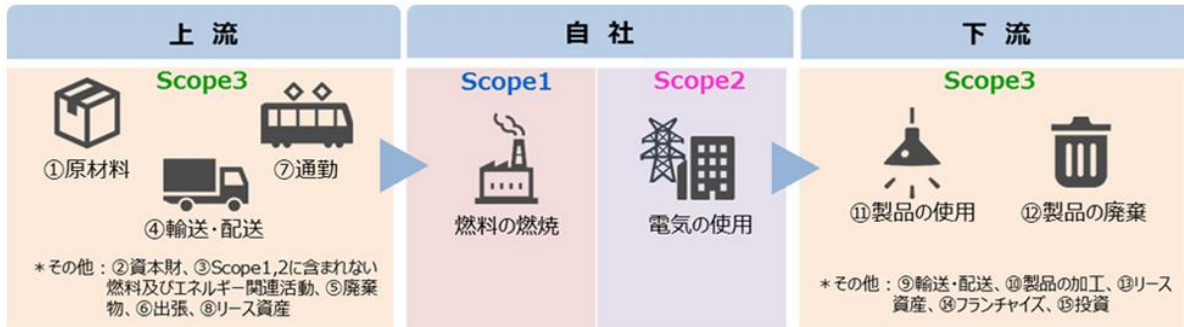 上 流
Scope3
①原材料
⑦通勤
④輸送・配送
＊その他：②資本財、③Scope1,2に含まれない
燃料及びエネルギー関連活動、⑤廃棄
物、⑥出張、⑧リース資産
自 社
Scope1
燃料の燃焼
Scope2
電気の使用
下 流
Scope3
⑪製品の使用
⑫製品の廃棄
＊その他：⑨輸送・配送、⑩製品の加工、⑬リース
資産、⑭フランチャイズ、⑮投資